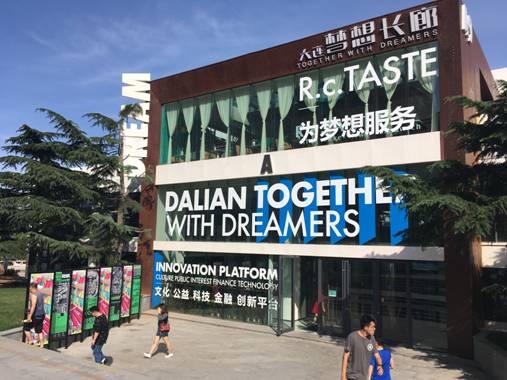 大连梦想长廊
TOGETHER WITH DREAMERS
R.c.TASTE
为梦想服务
A
DALIAN TOGETHER
WITH DREAMERS
INNOVATION PLATFORM
CULTURE PUBLIC INTEREST FINANCE TECHNOLOGY
文化 公益 科技 金融 创新平台